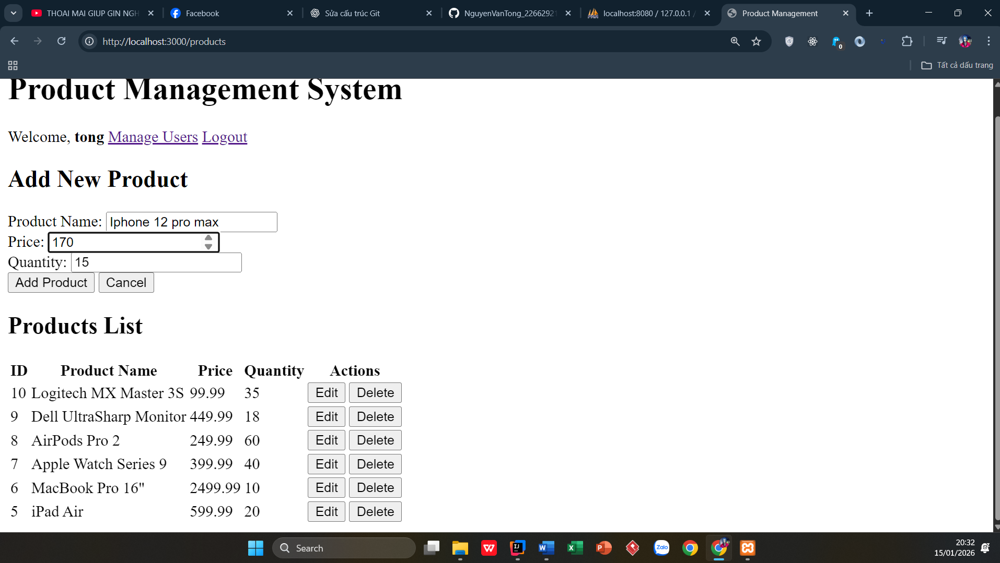 THOAI MAI GIUP GIN NGH
Facebook
Sửa cấu trúc Git
NguyenVanTong_2266292
localhost:8080 / 127.0.0.1 /
Product Management
http://localhost:3000/products
0
Tất cả dấu trang
Product Management System
Welcome, tong Manage Users Logout
Add New Product
Product Name: Iphone 12 pro max
Price: 170
Quantity: 15
Add Product Cancel
Products List
ID Product Name Price Quantity Actions
10 Logitech MX Master 3S 99.99 35 Edit Delete
9 Dell UltraSharp Monitor 449.99 18 Edit Delete
8 AirPods Pro 2 249.99 60 Edit Delete
7 Apple Watch Series 9 399.99 40 Edit Delete
6 MacBook Pro 16" 2499.99 10 Edit Delete
5 iPad Air 599.99 20 Edit Delete
Search
Zalo
20:32
15/01/2026